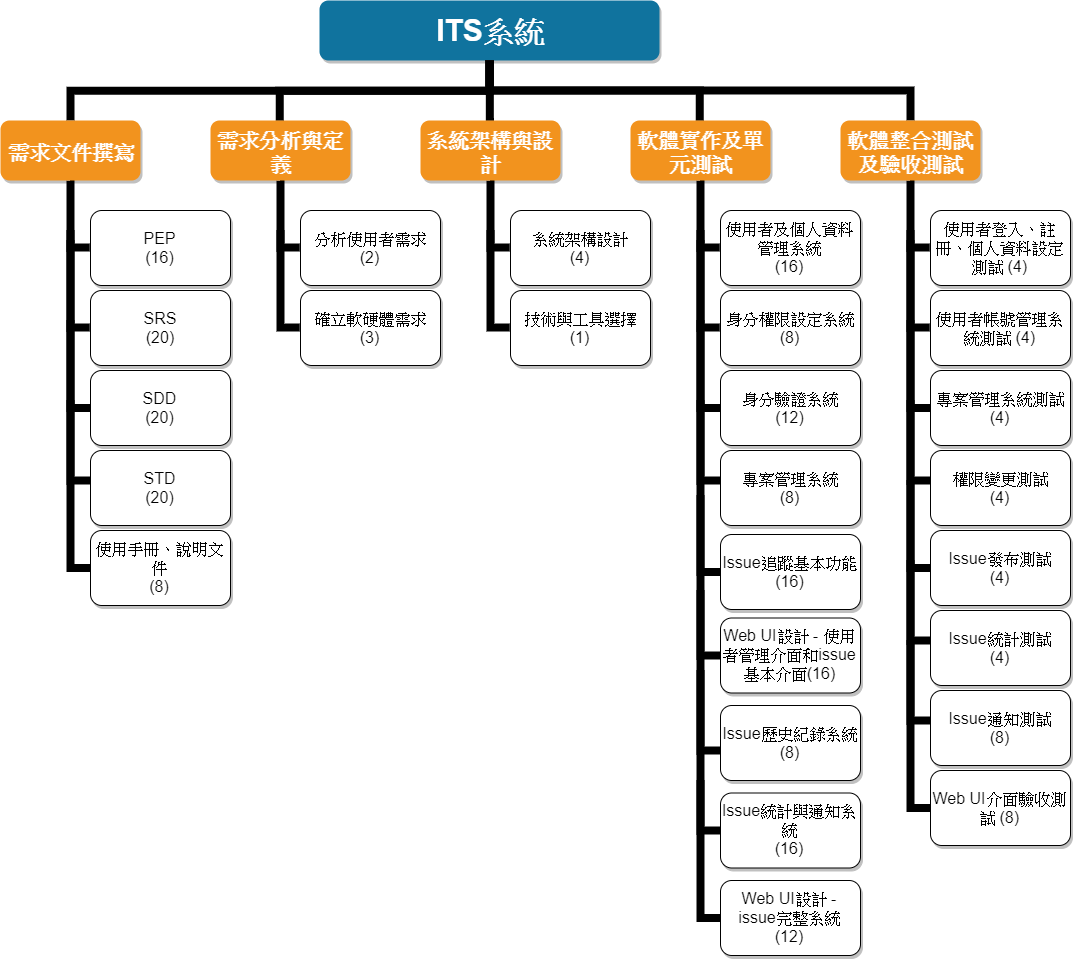 ITS系統
需求文件撰寫
需求分析與定
義
系統架構與設
計
軟體實作及單
元測試
軟體整合測試
及驗收測試
PEP
(16)
SRS
(20)
SDD
(20)
STD
(20)
使用手冊、說明文
件
(8)
分析使用者需求
(2)
確立軟硬體需求
(3)
系統架構設計
(4)
技術與工具選擇
(1)
使用者及個人資料
管理系統
(16)
身分權限設定系統
(8)
身分驗證系統
(12)
專案管理系統
(8)
Issue追蹤基本功能
(16)
Web UI設計 - 使用
者管理介面和issue
基本介面(16)
Issue歷史紀錄系統
(8)
Issue統計與通知系
統
(16)
Web UI設計 -
issue完整系統
(12)
使用者登入、註
冊、個人資料設定
測試 (4)
使用者帳號管理系
統測試 (4)
專案管理系統測試
(4)
權限變更測試
(4)
Issue發布測試
(4)
Issue統計測試
(4)
Issue通知測試
(8)
Web UI介面驗收測
試 (8)